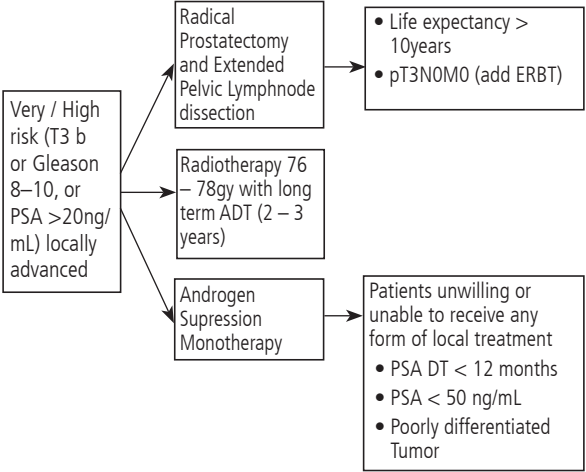 Very / High
risk (T3 b
or Gleason
8–10, or
PSA >20ng/
mL) locally
advanced
Radical
Prostatectomy
and Extended
Pelvic Lymphnode
dissection
• Life expectancy >
10years
• pT3N0M0 (add ERBT)
Radiotherapy 76
– 78gy with long
term ADT (2 – 3
years)
Androgen
Supression
Monotherapy
Patients unwilling or
unable to receive any
form of local treatment
• PSA DT < 12 months
• PSA < 50 ng/mL
• Poorly differentiated
Tumor